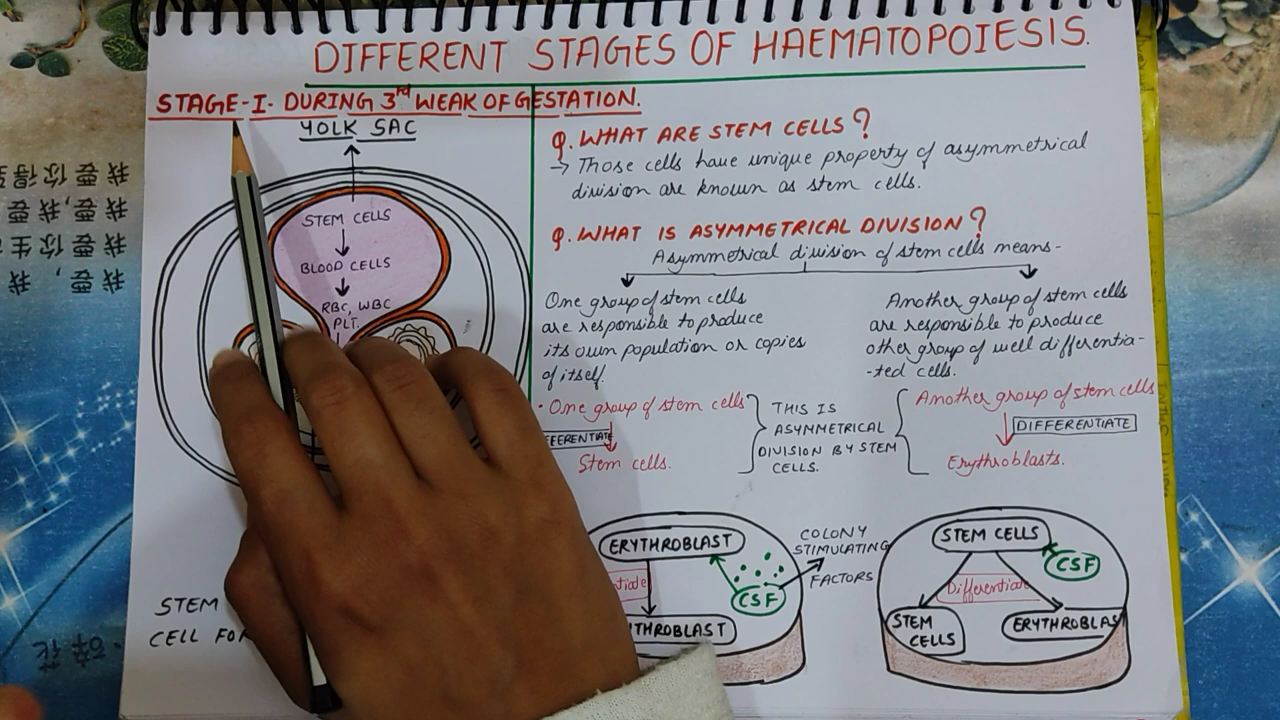 DIFFERENT STAGES OF HAEMATOPOIESIS.
STAGE-I- DURING 3rd WEAK OF GESTATION.
YOLK SAC
STEM CELLS
BLOOD CELLS
RBC, WBC
PLT.
STEM
CELL FOR
Q. WHAT ARE STEM CELLS?
→ Those cells have unique property of asymmetrical
division are known as stem cells.
Q. WHAT IS ASYMMETRICAL DIVISION?
Asymmetrical division of stem cells means-
One group of stem cells
are responsible to produce
its own population or copies
of itself.
Another group of stem cells
are responsible to produce
other group of well differentia-
-ted cells.
• One group of stem cells
FFERENTIATE
Stem cells.
THIS IS
ASYMMETRICAL
DIVISION BY STEM
CELLS.
Another group of stem cells
DIFFERENTIATE
Erythroblasts.
ERYTHROBLAST
ntiate
CSF
THROBLAST
COLONY
STIMULATING
FACTORS
STEM CELLS
CSF
Differentiate
STEM
CELLS
ERYTHROBLAS